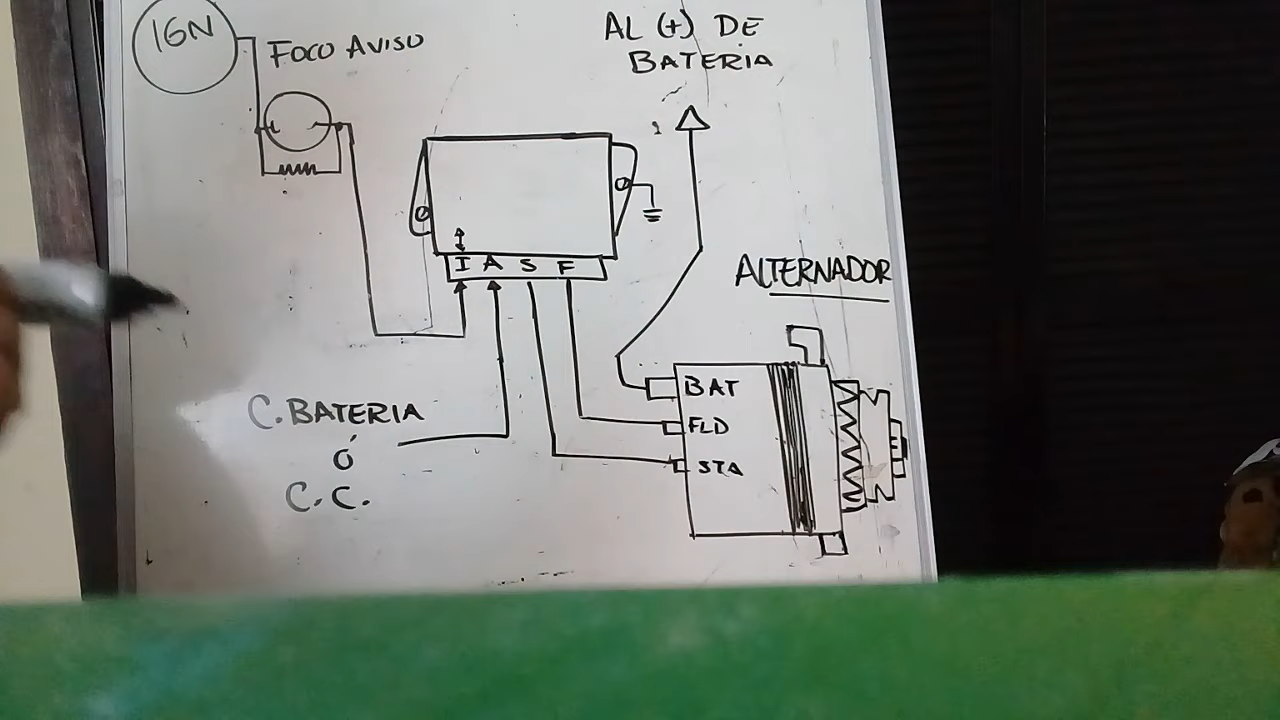 IGN
FOCO AVISO
AL (+) DE
BATERIA
I A S F
ALTERNADOR
BAT
FLD
STA
C. BATERIA
Ó
C.C.